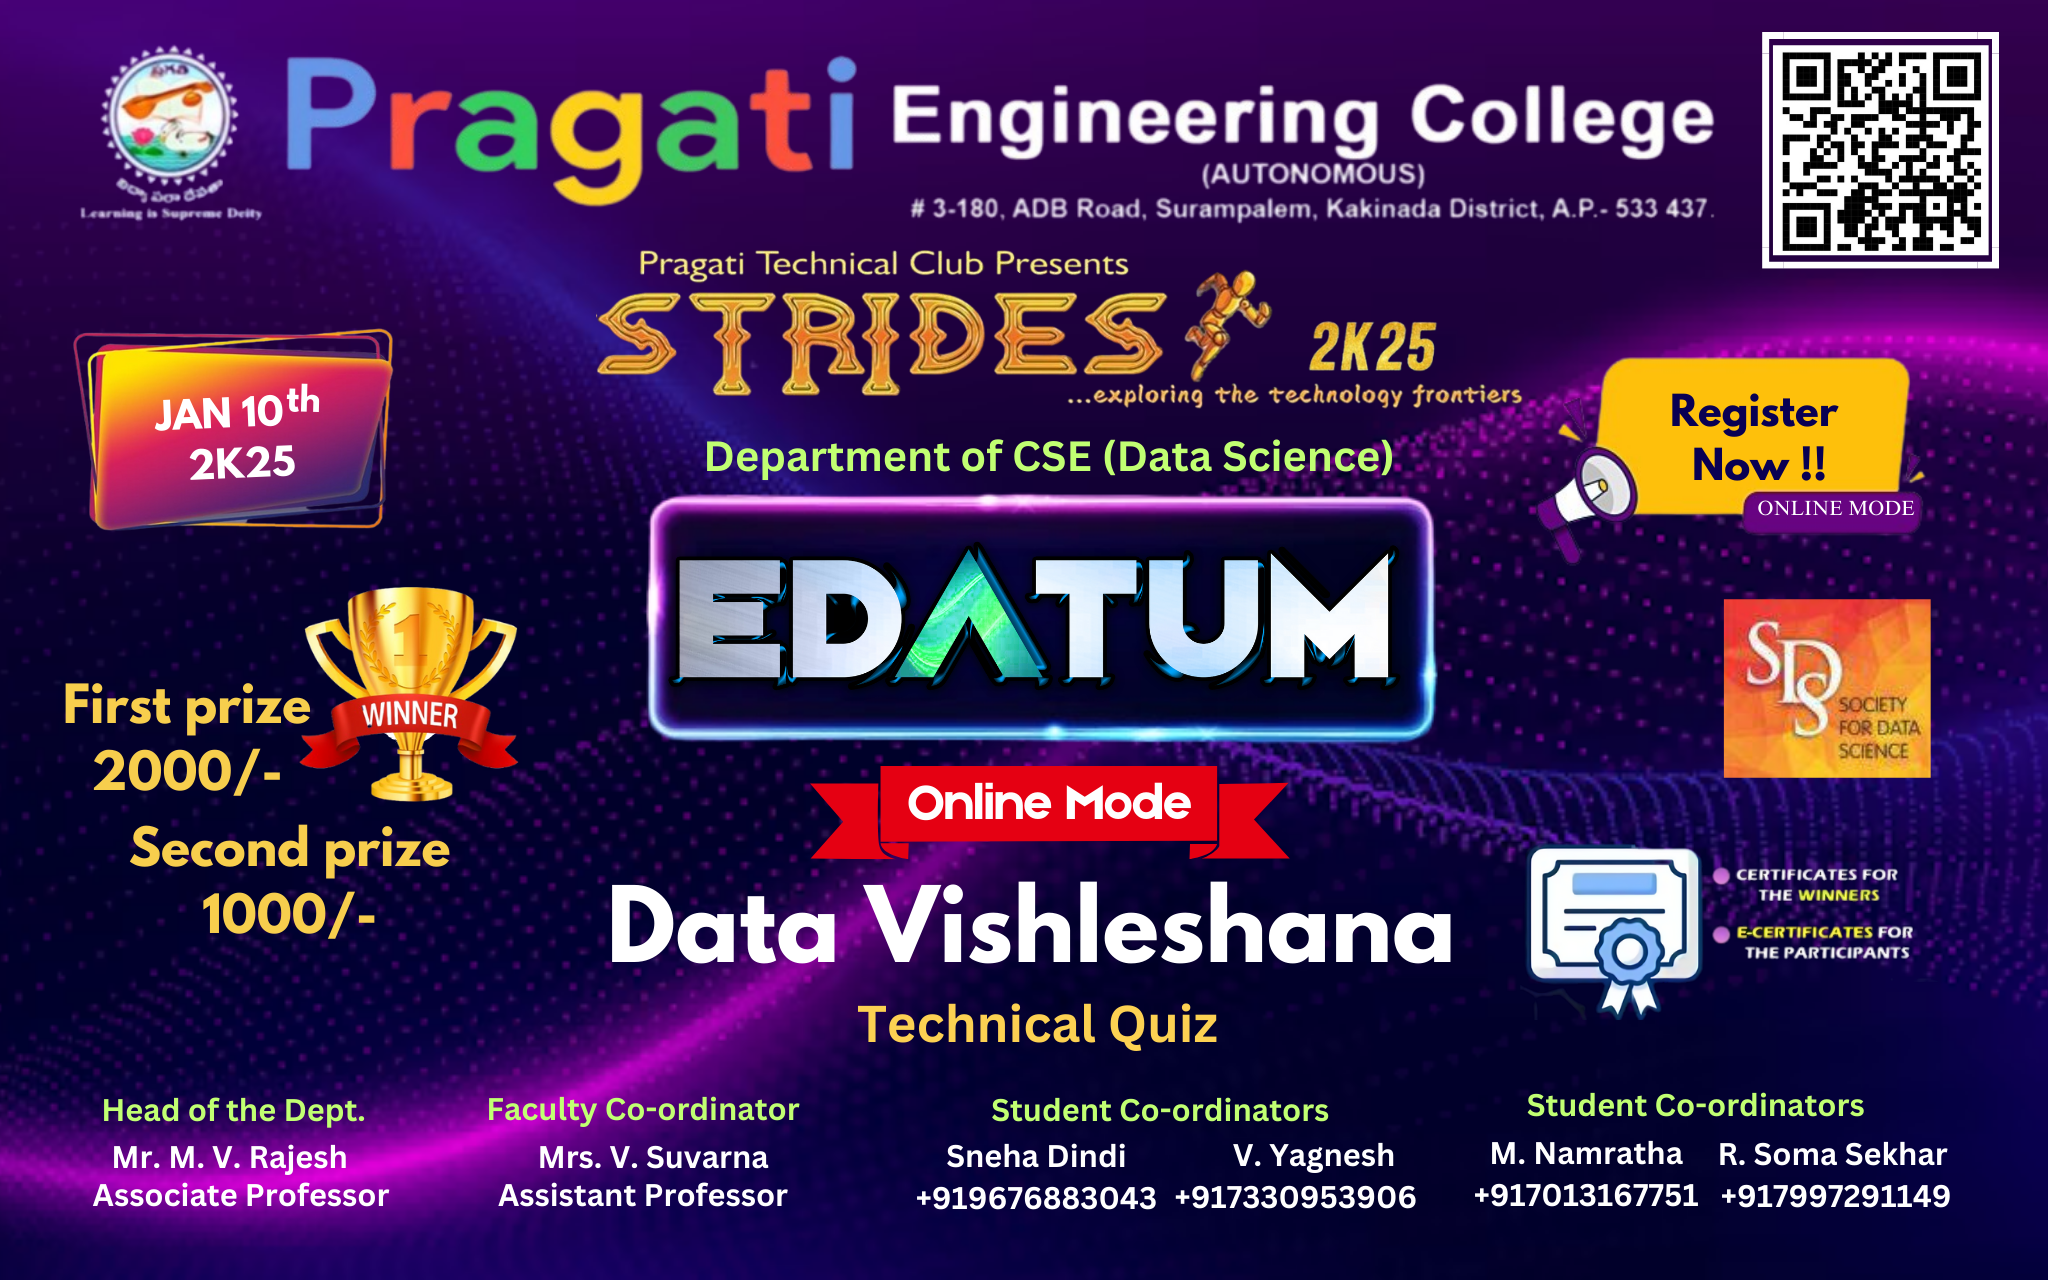 ప్రగతి
విద్యా పరా దేవతా
Learning is Supreme Deity
Pragati Engineering College
(AUTONOMOUS)
# 3-180, ADB Road, Surampalem, Kakinada District, A.P.- 533 437.
Pragati Technical Club Presents
STRIDES 2K25
...exploring the technology frontiers
JAN 10th
2K25
Register
Now !!
ONLINE MODE
Department of CSE (Data Science)
EDATUM
1
WINNER
First prize
2000/-
Second prize
1000/-
SDS
SOCIETY
FOR DATA
SCIENCE
Online Mode
Data Vishleshana
Technical Quiz
CERTIFICATES FOR
THE WINNERS
E-CERTIFICATES FOR
THE PARTICIPANTS
Head of the Dept.
Mr. M. V. Rajesh
Associate Professor
Faculty Co-ordinator
Mrs. V. Suvarna
Assistant Professor
Student Co-ordinators
Sneha Dindi V. Yagnesh
+919676883043 +917330953906
Student Co-ordinators
M. Namratha R. Soma Sekhar
+917013167751 +917997291149